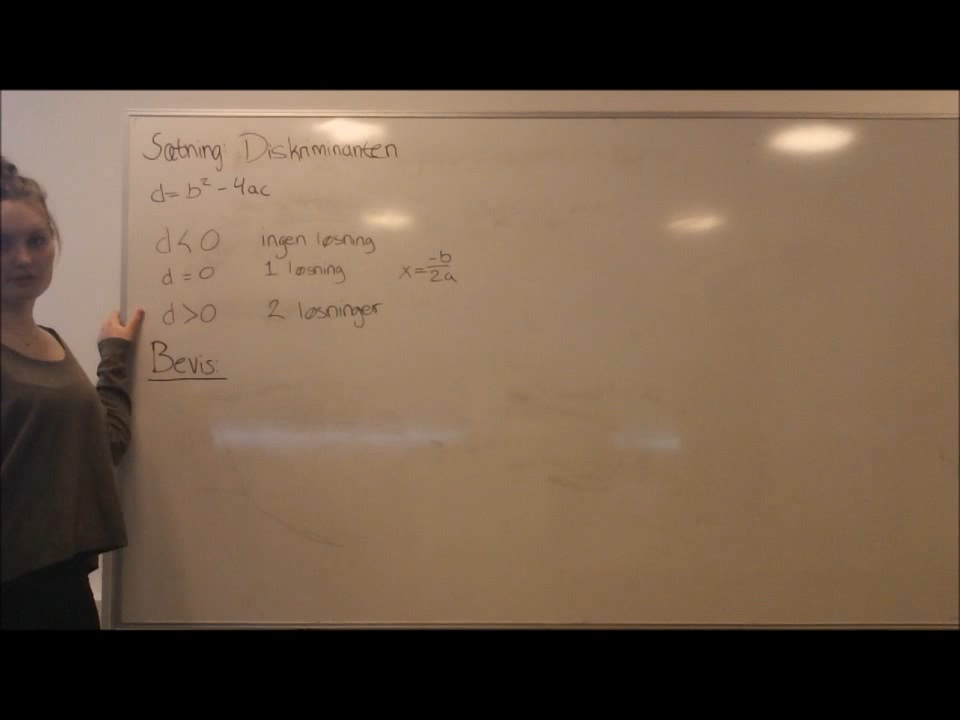 Sætning: Diskriminanten
d = b² - 4ac
d < 0 ingen løsning
d = 0 1 løsning x = -b/2a
d > 0 2 løsninger
Bevis: